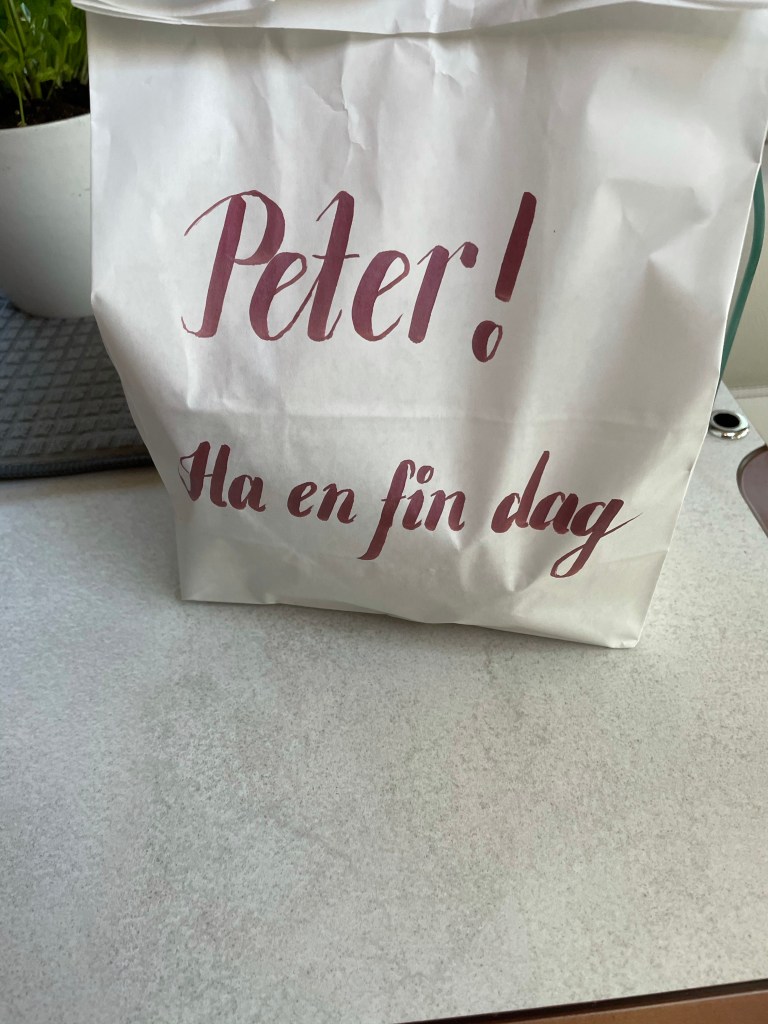 Peter!
Ha en fin dag